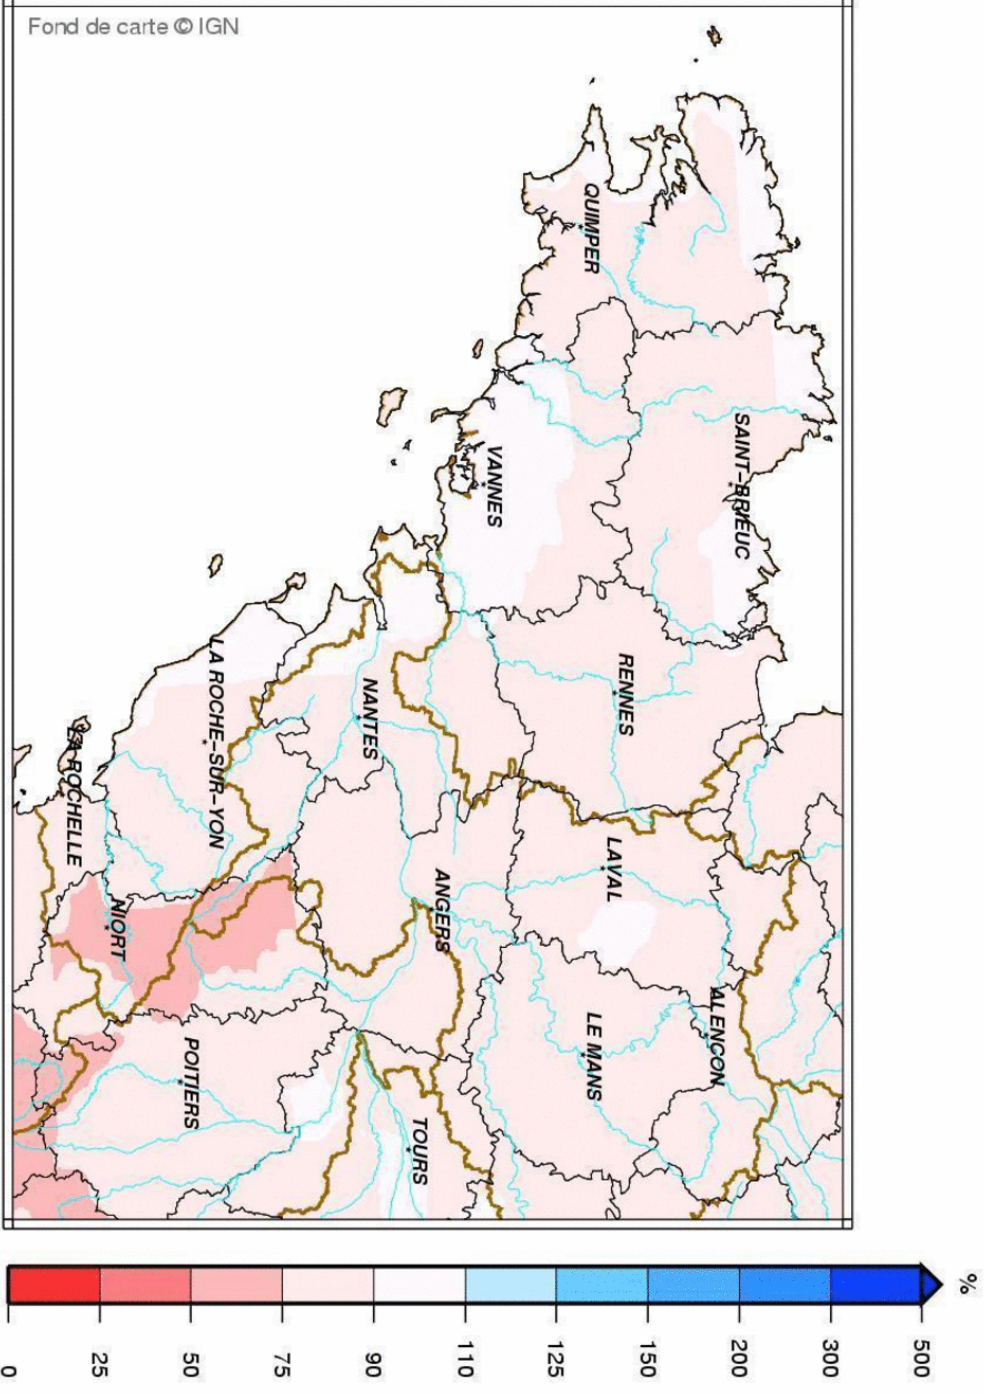 Fond de carte © IGN
QUIMPER
SAINT-BRIEUC
VANNES
RENNES
NANTES
LA ROCHE-SUR-YON
LA ROCHELLE
LAVAL
ANGERS
NIORT
ALENCON
LE MANS
POITIERS
TOURS
%
0 25 50 75 90 110 125 150 200 300 500